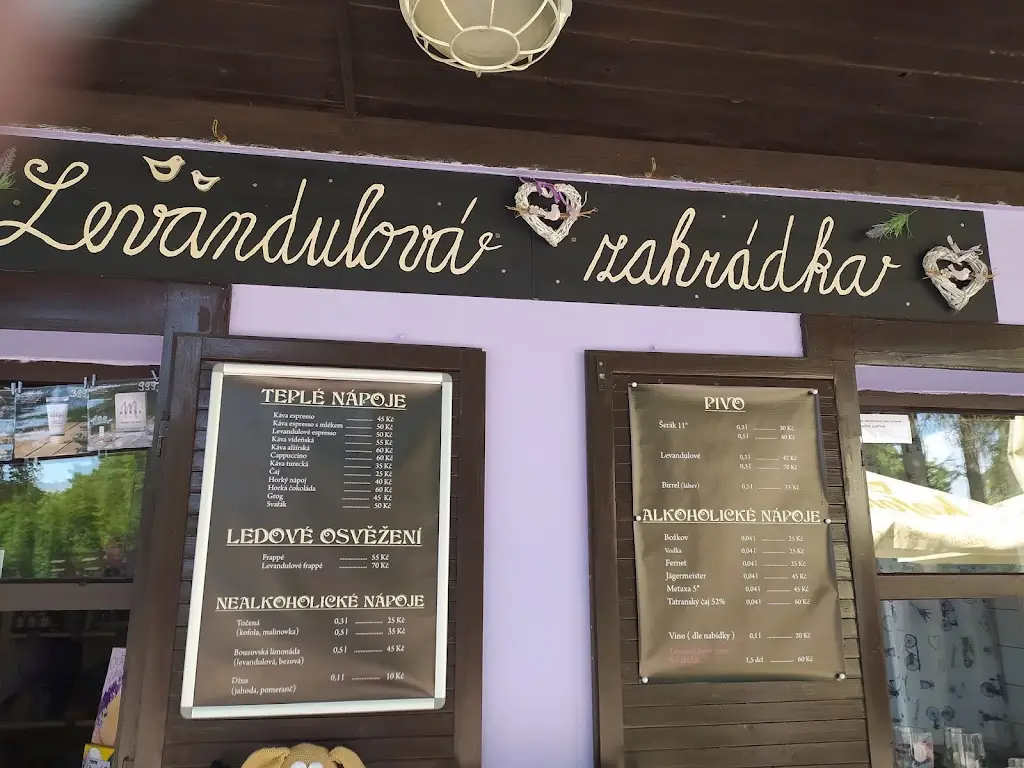 Levandulová zahrádka
399
TEPLÉ NÁPOJE
Káva espresso 45 Kč
Káva espresso s mlékem 50 Kč
Levandulové espresso 50 Kč
Káva vídeňská 55 Kč
Káva alžírská 60 Kč
Cappuccino 60 Kč
Káva turecká 35 Kč
Čaj 25 Kč
Horký nápoj 40 Kč
Horká čokoláda 60 Kč
Grog 45 Kč
Svařák 50 Kč
LEDOVÉ OSVĚŽENÍ
Frappé 55 Kč
Levandulové frappé 70 Kč
NEALKOHOLICKÉ NÁPOJE
Točená 0,3 l 25 Kč
(kofola, malinovka) 0,5 l 35 Kč
Bouzovská limonáda 0,5 l 45 Kč
(levandulová, bezová)
Džus 0,1 l 10 Kč
(jahoda, pomeranč)
PIVO
Šerák 11° 0,3 l 30 Kč
0,5 l 40 Kč
Levandulové 0,3 l 42 Kč
0,5 l 70 Kč
Birrel (láhev) 0,5 l 35 Kč
ALKOHOLICKÉ NÁPOJE
Božkov 0,04 l 25 Kč
Vodka 0,04 l 25 Kč
Fernet 0,04 l 25 Kč
Jägermeister 0,04 l 45 Kč
Metaxa 5* 0,04 l 45 Kč
Tatranský čaj 52% 0,04 l 60 Kč
Víno ( dle nabídky ) 0,1 l 20 Kč
1,5 dcl 60 Kč